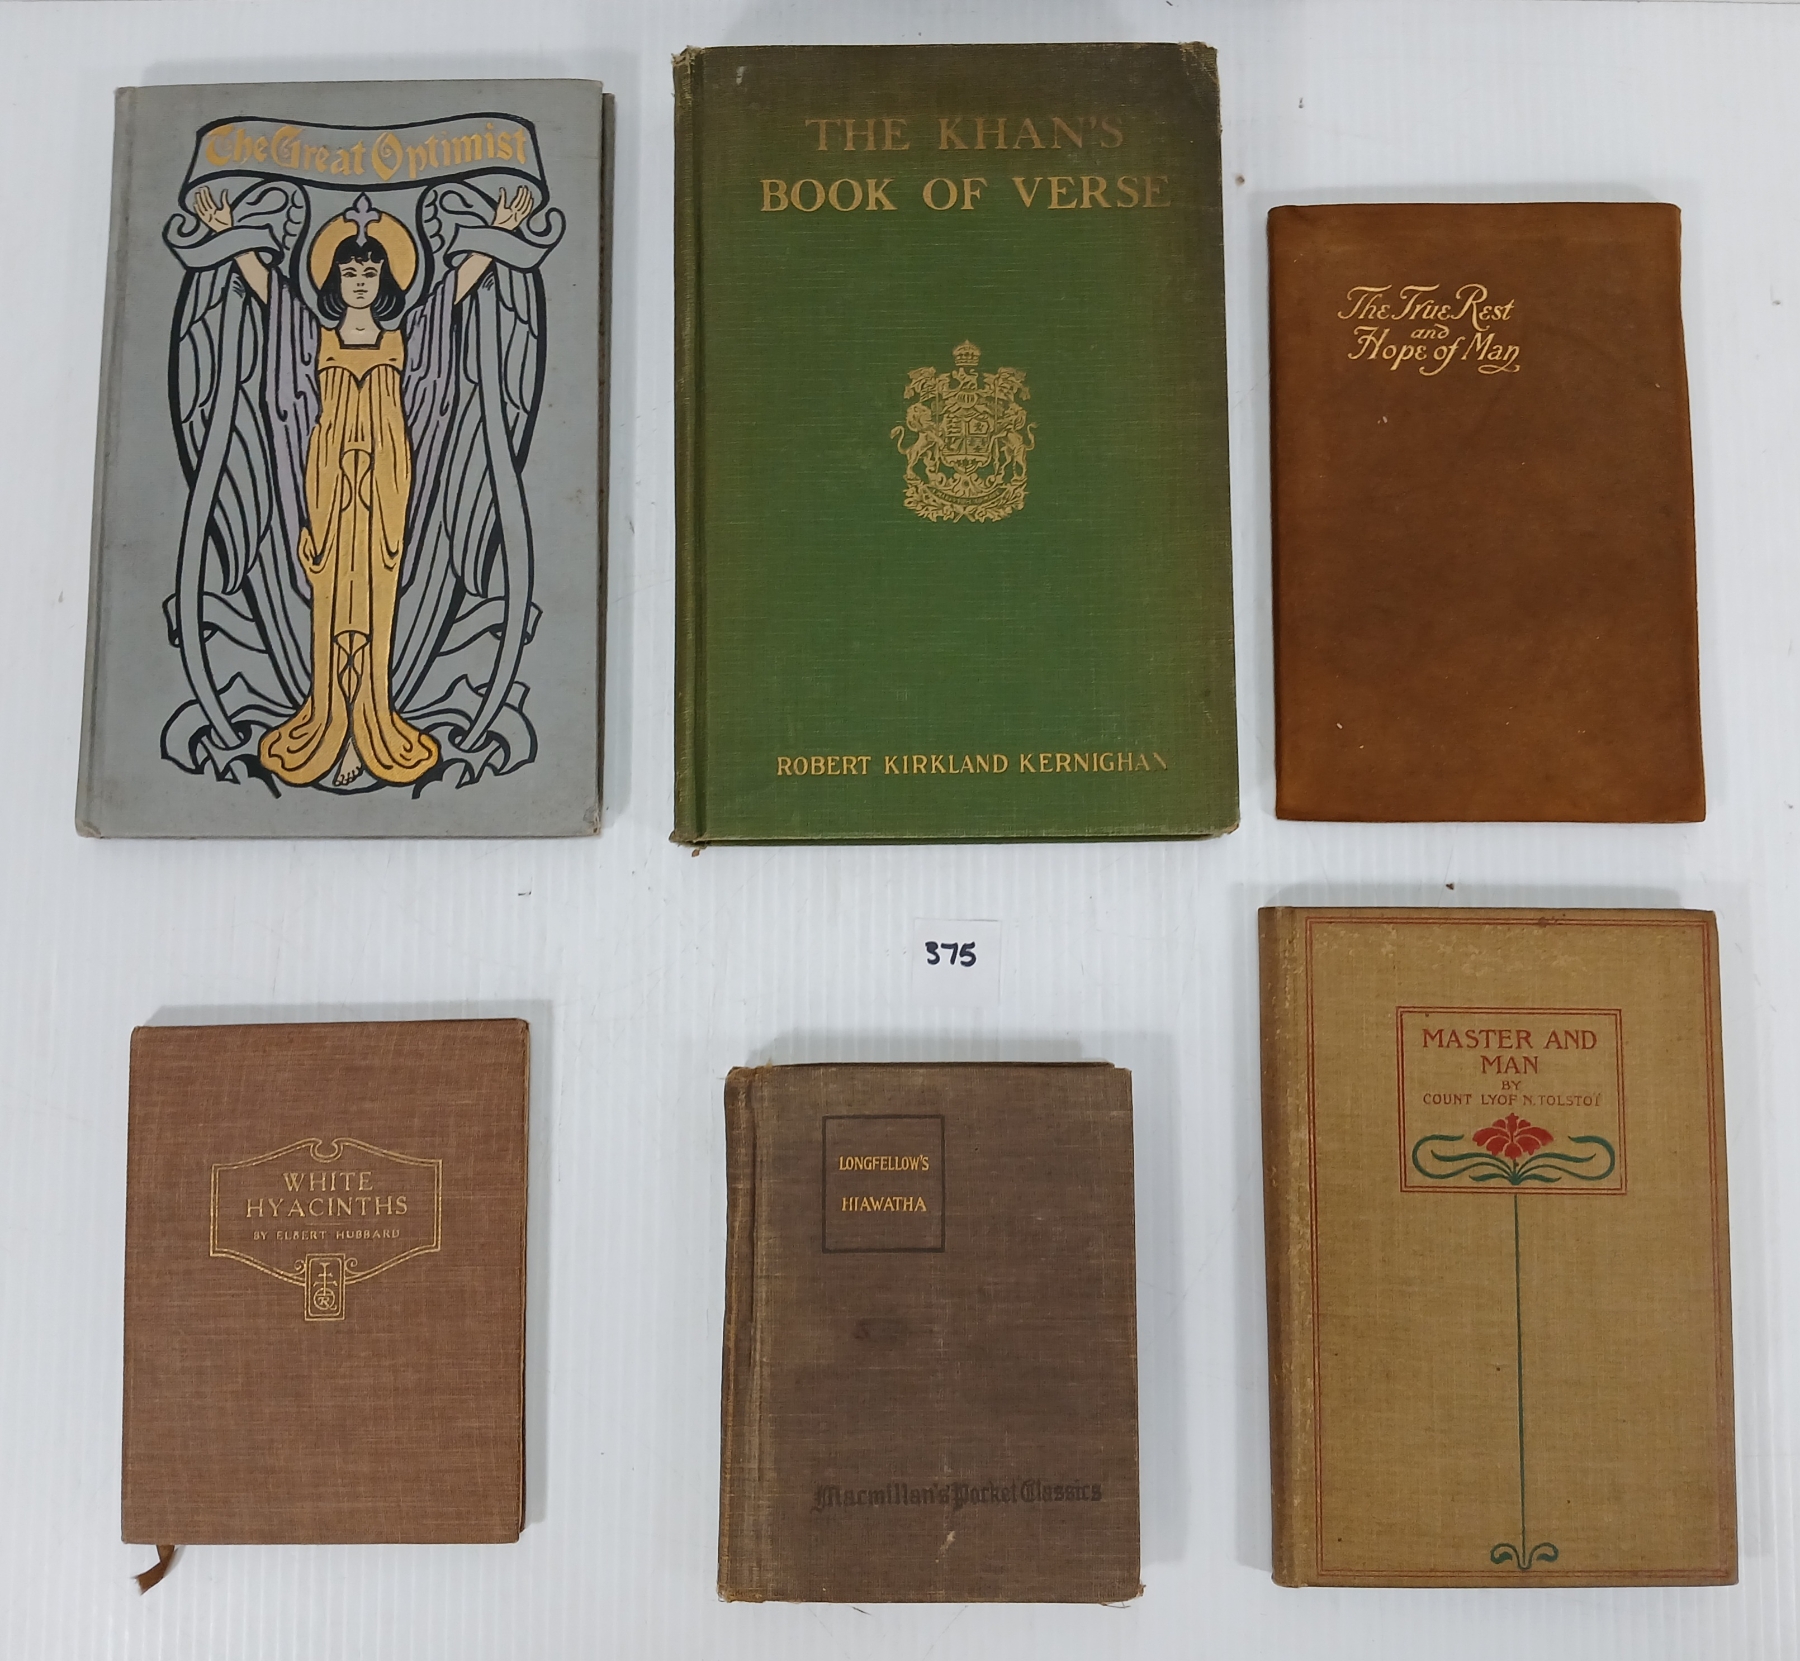 The Great Optimist
THE KHAN'S
BOOK OF VERSE
ROBERT KIRKLAND KERNIGHAN
The True Rest
and
Hope of Man
375
WHITE
HYACINTHS
BY ELBERT HUBBARD
R
LONGFELLOW'S
HIAWATHA
Macmillan's Pocket Classics
MASTER AND
MAN
BY
COUNT LYOF N. TOLSTOÏ